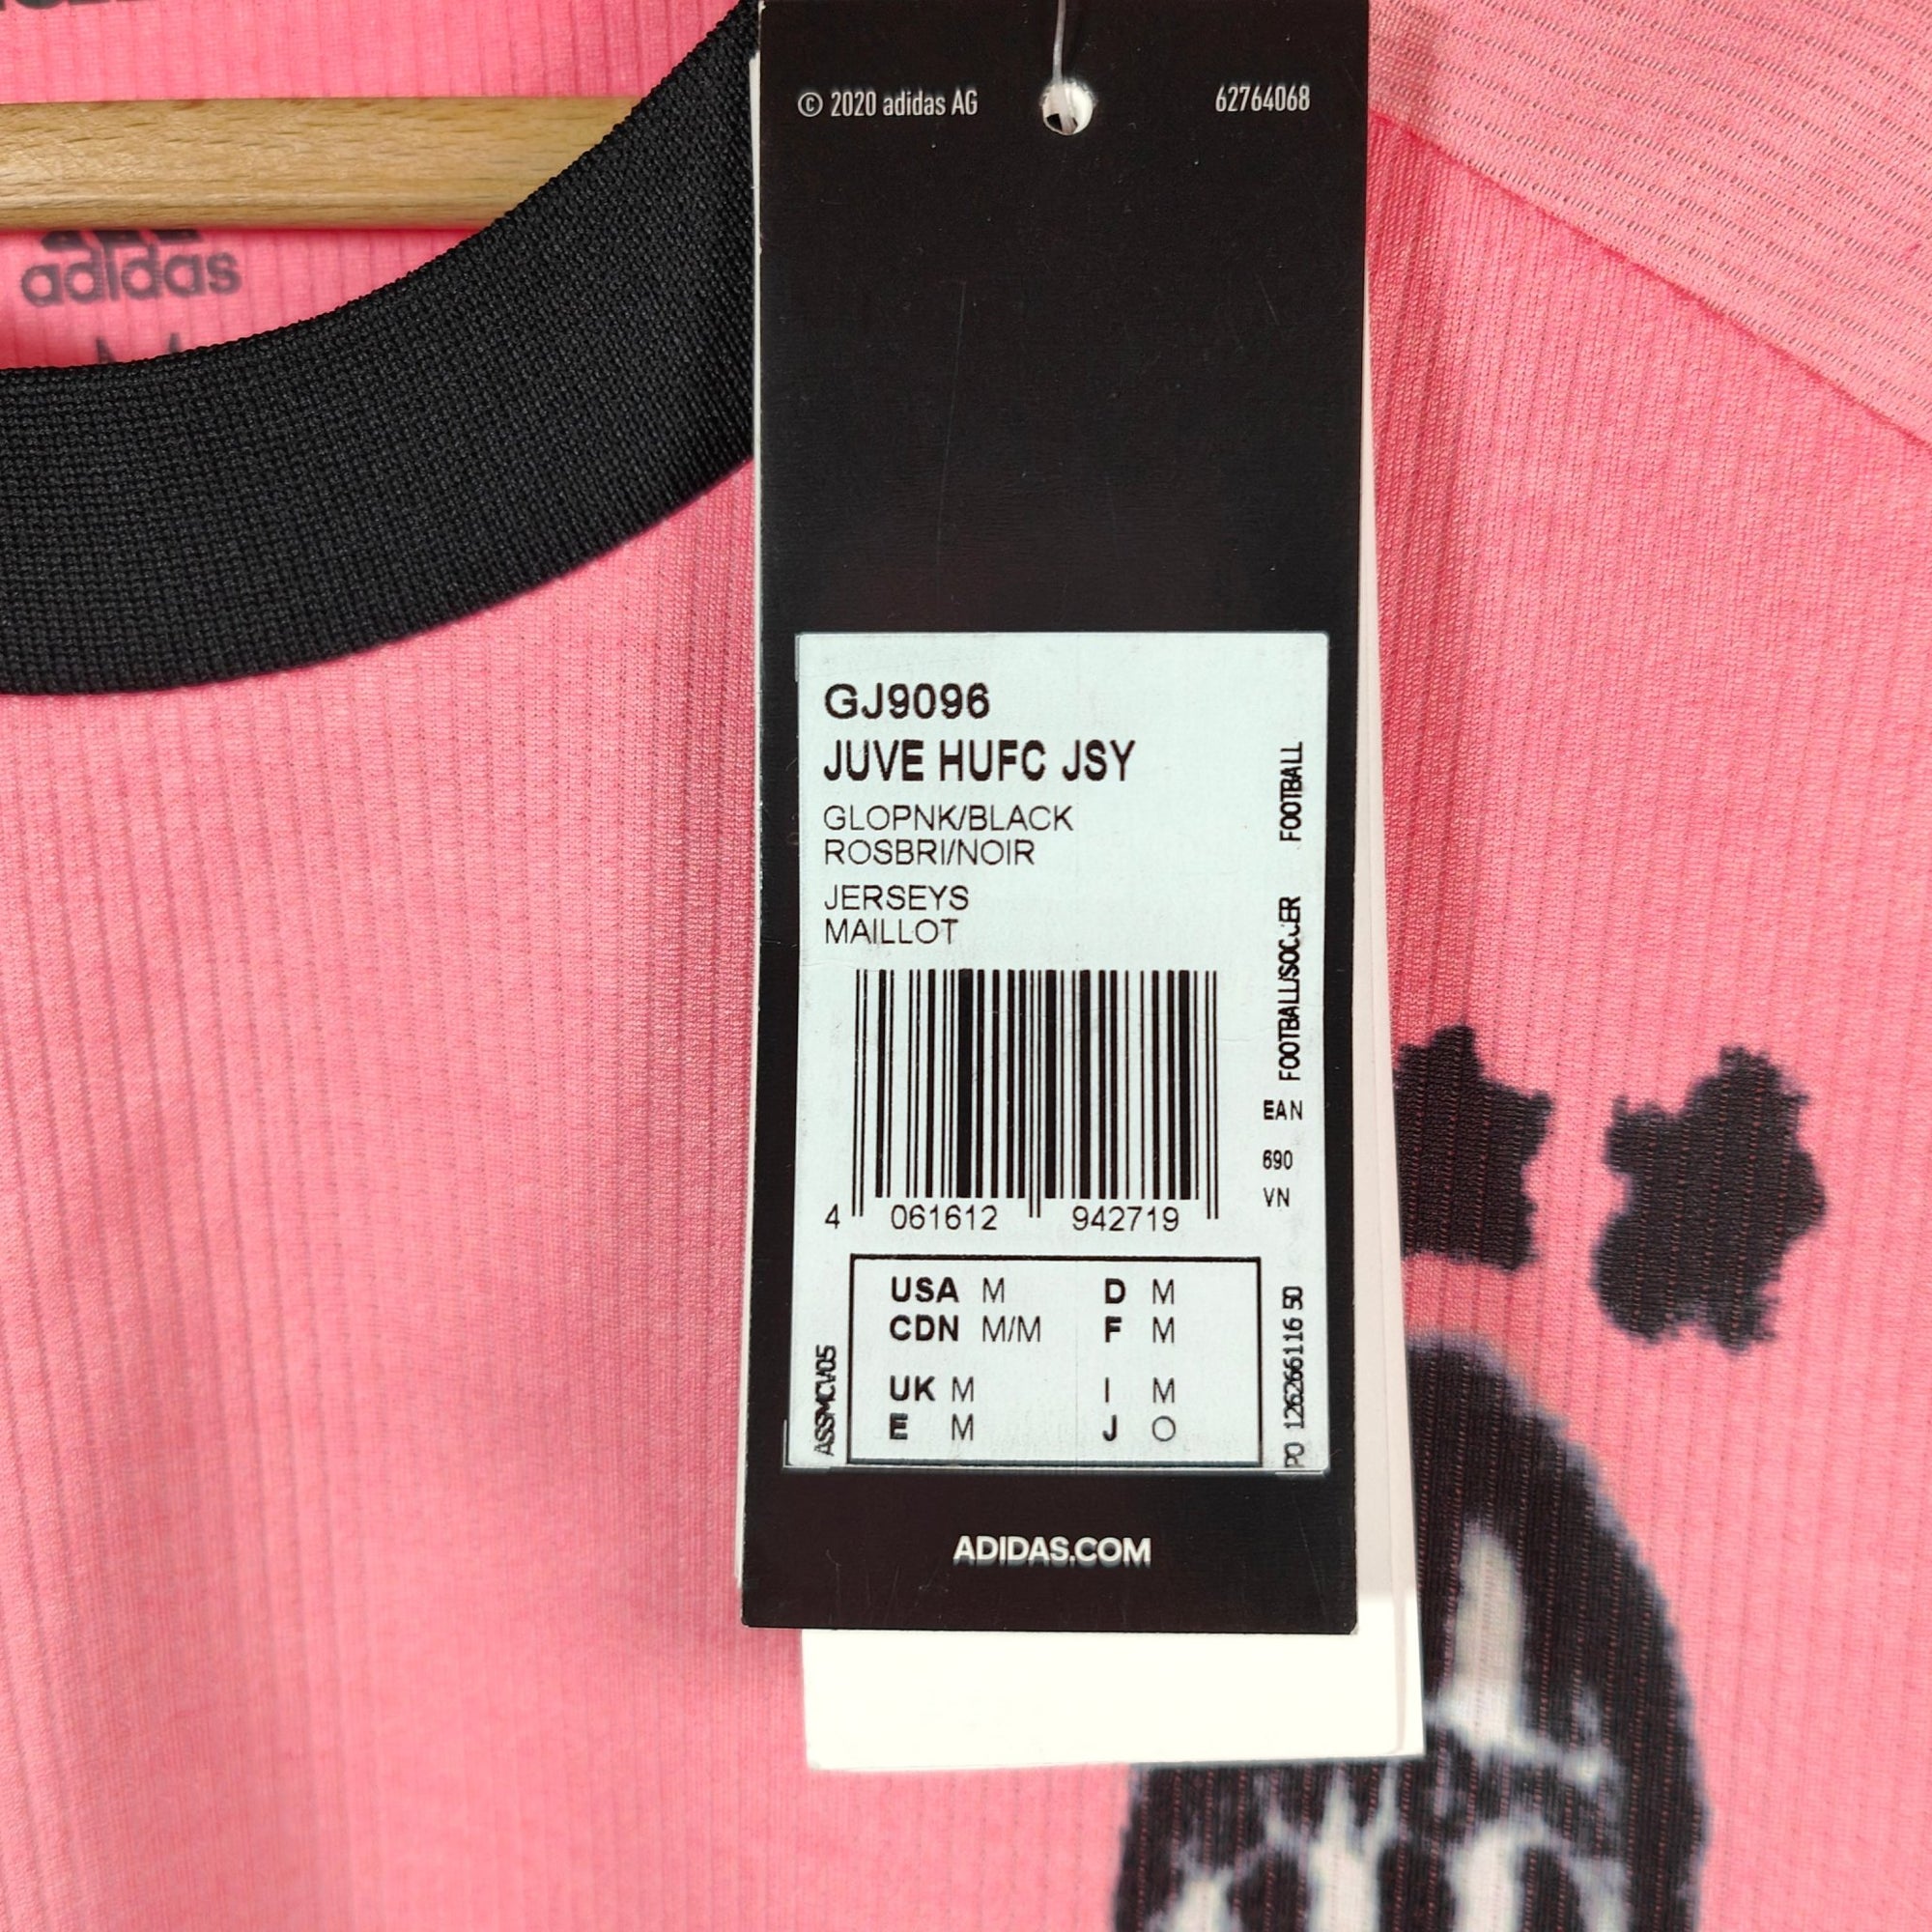 © 2020 adidas AG
62764068
adidas
GJ9096
JUVE HUFC JSY
GLOPNK/BLACK
ROSBRI/NOIR
JERSEYS
MAILLOT
FOOTBALL
FOOTBALL/SOCCER
EAN
690
VN
4 061612 942719
USA M D M
CDN M/M F M
UK M I M
E M J O
ASSMCV05
PO 126266116 50
ADIDAS.COM